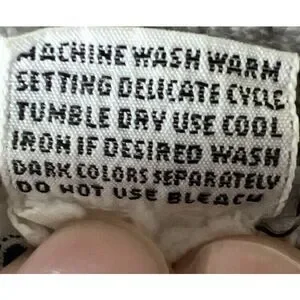 MACHINE WASH WARM
SETTING DELICATE CYCLE
TUMBLE DRY USE COOL
IRON IF DESIRED WASH
DARK COLORS SEPARATELY
DO NOT USE BLEACH